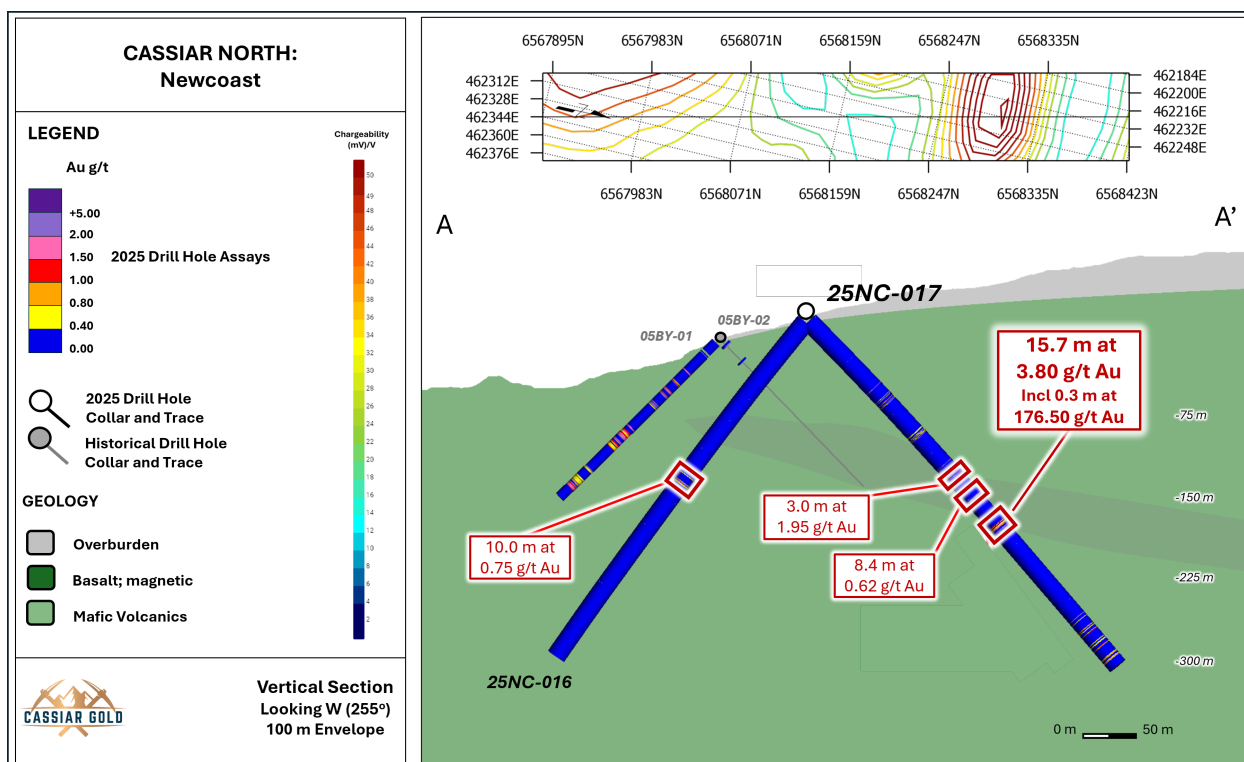 CASSIAR NORTH:
Newcoast
LEGEND
Au g/t
+5.00
2.00
1.50
1.00
0.80
0.40
0.00
2025 Drill Hole Assays
Chargeability
(mV)/V
50
49
48
46
44
42
40
38
36
34
32
30
28
26
24
22
20
18
16
14
12
10
8
6
4
2
2025 Drill Hole
Collar and Trace
Historical Drill Hole
Collar and Trace
GEOLOGY
Overburden
Basalt; magnetic
Mafic Volcanics
CASSIAR GOLD
Vertical Section
Looking W (255º)
100 m Envelope
6567895N 6567983N 6568071N 6568159N 6568247N 6568335N
462312E
462328E
462344E
462360E
462376E
462184E
462200E
462216E
462232E
462248E
6567983N 6568071N 6568159N 6568247N 6568335N 6568423N
A
A'
25NC-017
05BY-02
05BY-01
15.7 m at
3.80 g/t Au
Incl 0.3 m at
176.50 g/t Au
-75 m
-150 m
-225 m
-300 m
3.0 m at
1.95 g/t Au
10.0 m at
0.75 g/t Au
8.4 m at
0.62 g/t Au
25NC-016
0 m 50 m